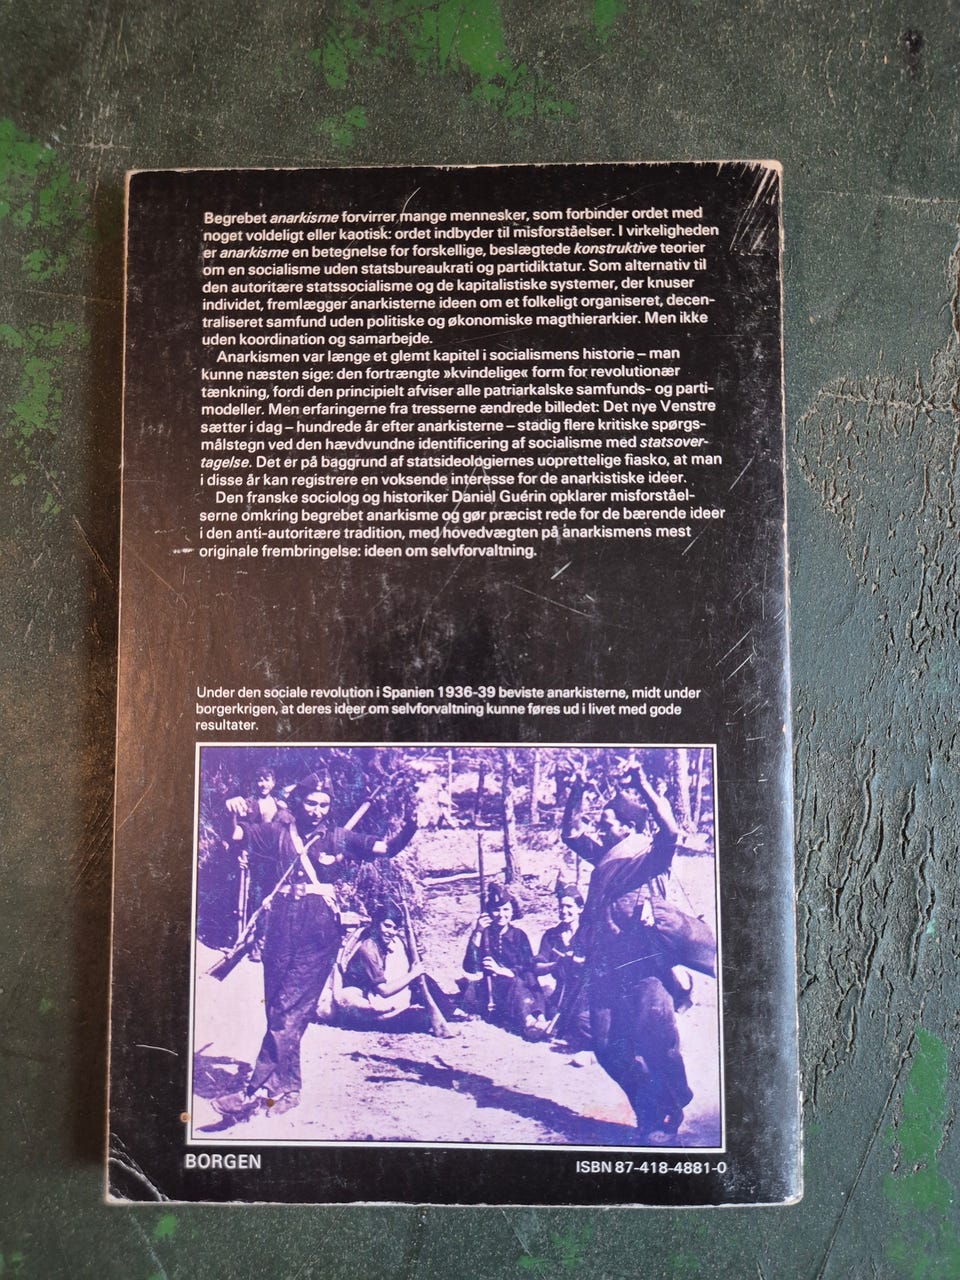 Begrebet anarkisme forvirrer mange mennesker, som forbinder ordet med
noget voldeligt eller kaotisk: ordet indbyder til misforståelser. I virkeligheden
er anarkisme en betegnelse for forskellige, beslægtede konstruktive teorier
om en socialisme uden statsbureaukrati og partidiktatur. Som alternativ til
den autoritære statssocialisme og de kapitalistiske systemer, der knuser
individet, fremlægger anarkisterne ideen om et folkeligt organiseret, decen-
traliseret samfund uden politiske og økonomiske magthierarkier. Men ikke
uden koordination og samarbejde.
Anarkismen var længe et glemt kapitel i socialismens historie – man
kunne næsten sige: den fortrængte »kvindelige« form for revolutionær
tænkning, fordi den principielt afviser alle patriarkalske samfunds- og parti-
modeller. Men erfaringerne fra tresserne ændrede billedet: Det nye Venstre
sætter i dag – hundrede år efter anarkisterne – stadig flere kritiske spørgs-
målstegn ved den hævdvundne identificering af socialisme med statsover-
tagelse. Det er på baggrund af statsideologiernes uoprettelige fiasko, at man
i disse år kan registrere en voksende interesse for de anarkistiske ideer.
Den franske sociolog og historiker Daniel Guérin opklarer misforståel-
serne omkring begrebet anarkisme og gør præcist rede for de bærende ideer
i den anti-autoritære tradition, med hovedvægten på anarkismens mest
originale frembringelse: ideen om selvforvaltning.
Under den sociale revolution i Spanien 1936-39 beviste anarkisterne, midt under
borgerkrigen, at deres ideer om selvforvaltning kunne føres ud i livet med gode
resultater.
BORGEN
ISBN 87-418-4881-0